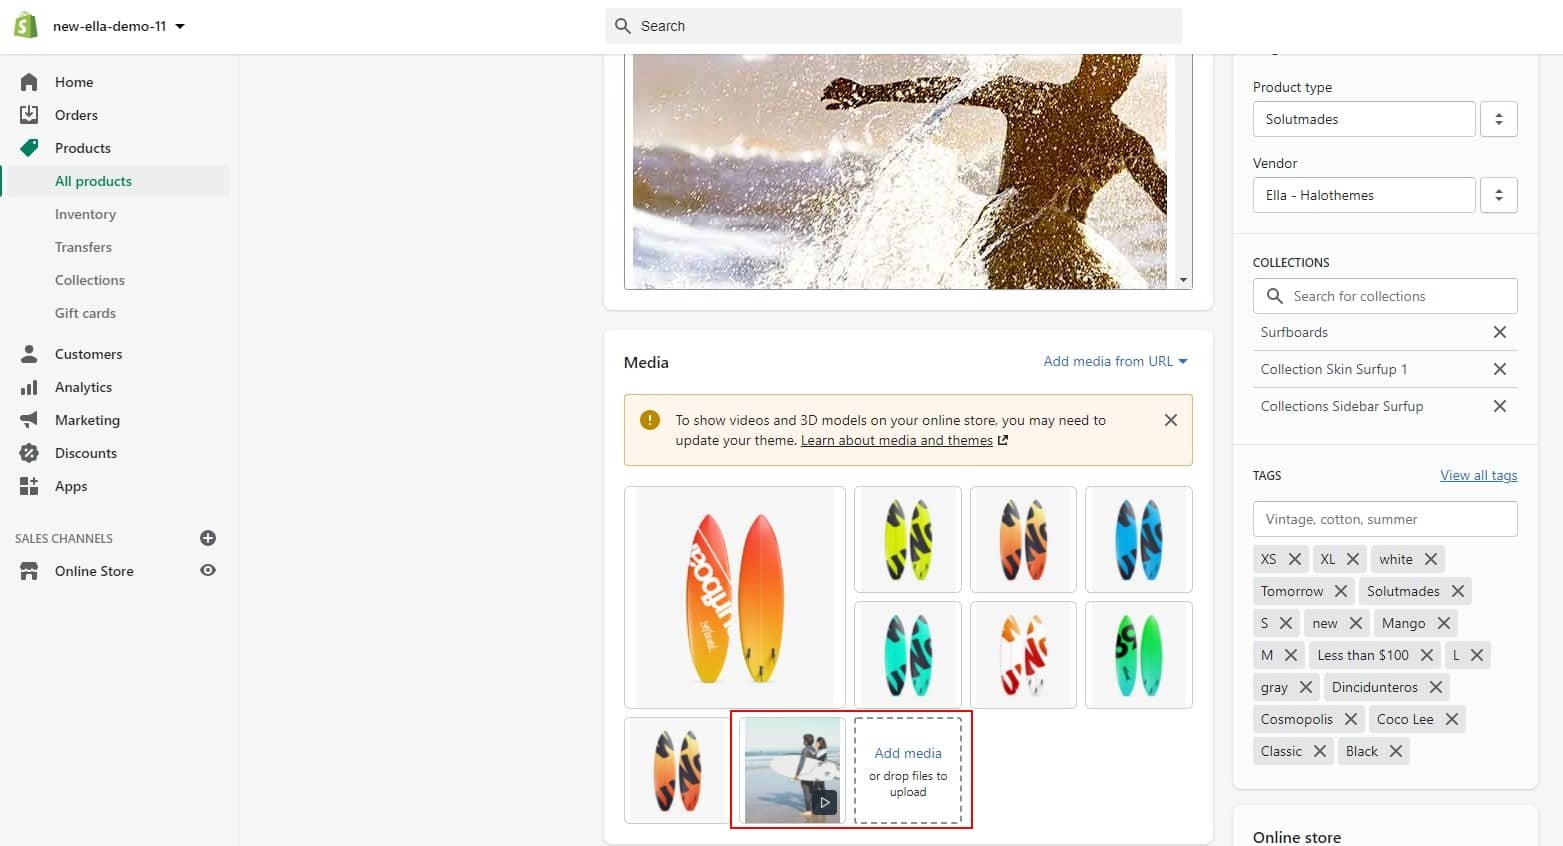 new-ella-demo-11
Search
Home
Orders
Products
All products
Inventory
Transfers
Collections
Gift cards
Customers
Analytics
Marketing
Discounts
Apps
SALES CHANNELS
Online Store
Media
Add media from URL
To show videos and 3D models on your online store, you may need to
update your theme. Learn about media and themes
Add media
or drop files to
upload
Product type
Solutmades
Vendor
Ella - Halothemes
COLLECTIONS
Search for collections
Surfboards
Collection Skin Surfup 1
Collections Sidebar Surfup
TAGS
View all tags
Vintage, cotton, summer
XS XL white
Tomorrow Solutmades
S new Mango
M Less than $100 L
gray Dincidunteros
Cosmopolis Coco Lee
Classic Black
Online store